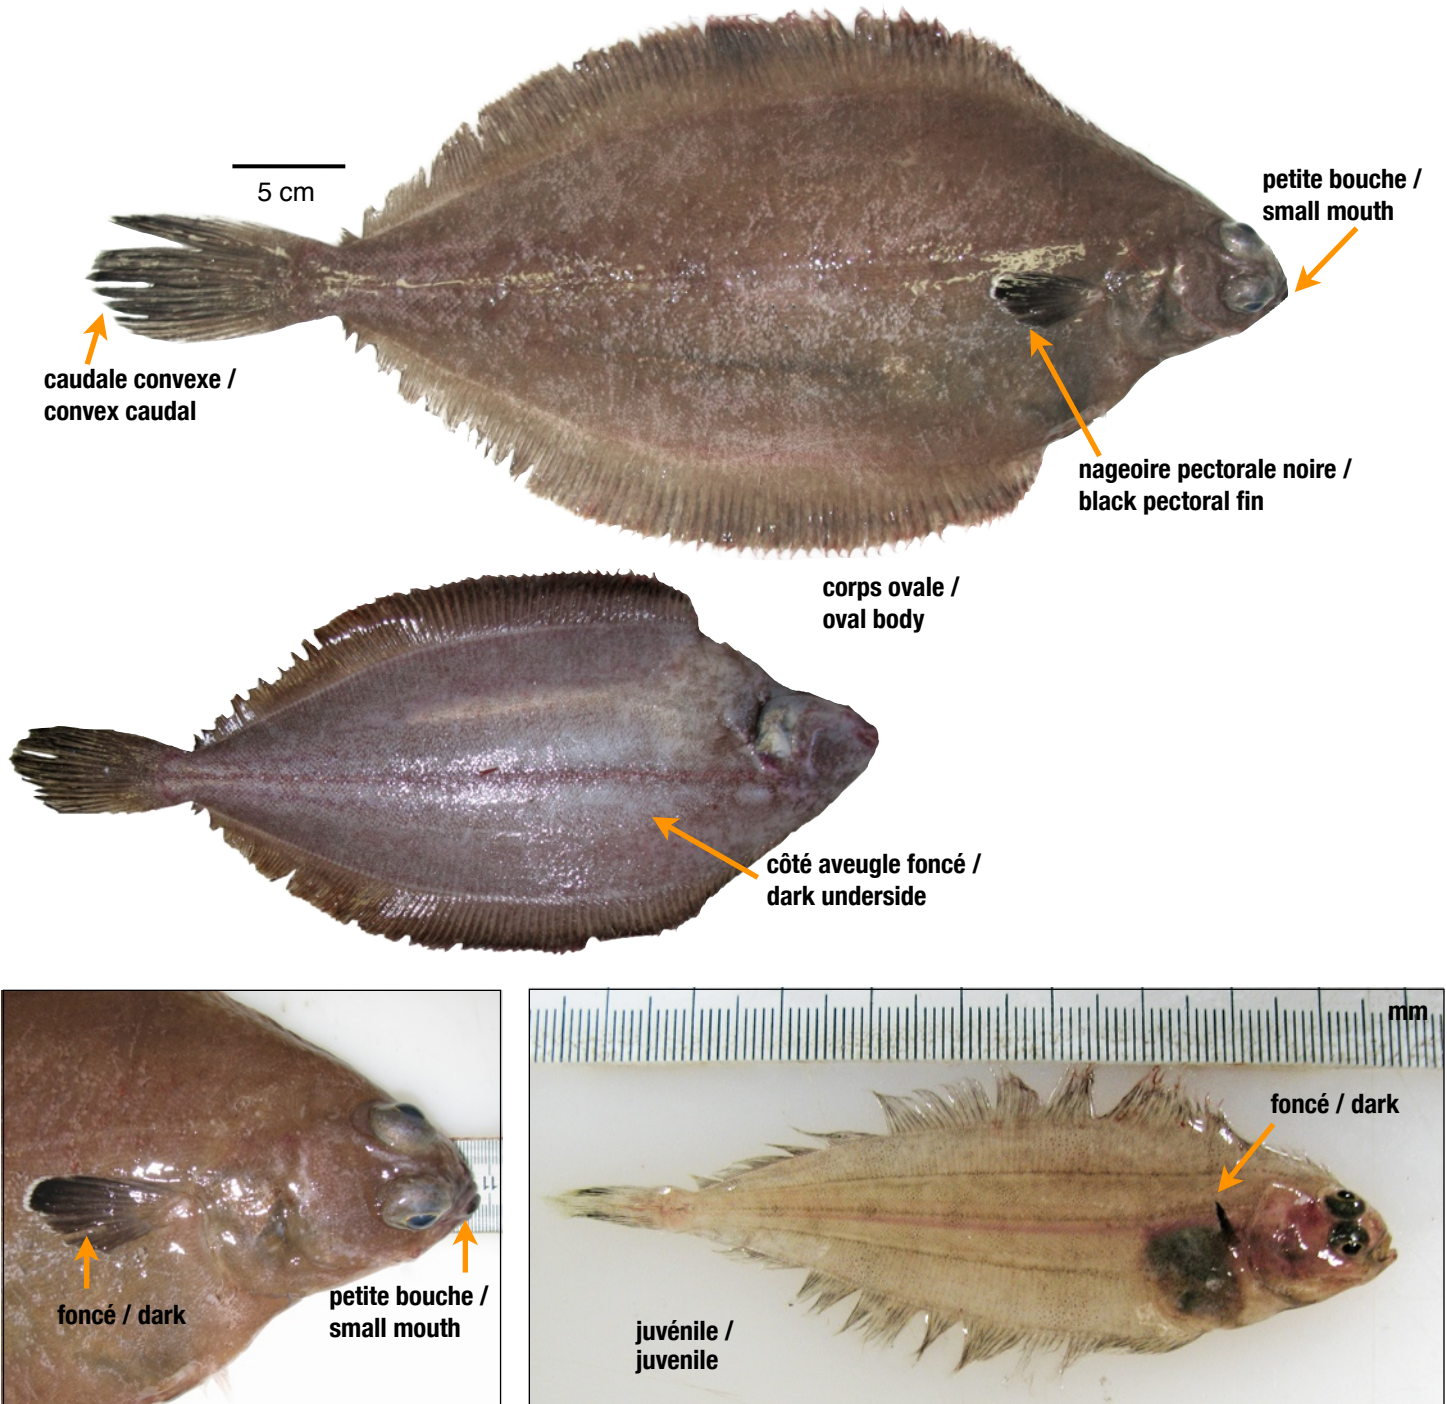 5 cm
petite bouche /
small mouth
caudale convexe /
convex caudal
nageoire pectorale noire /
black pectoral fin
corps ovale /
oval body
côté aveugle foncé /
dark underside
11
foncé / dark
petite bouche /
small mouth
mm
foncé / dark
juvénile /
juvenile